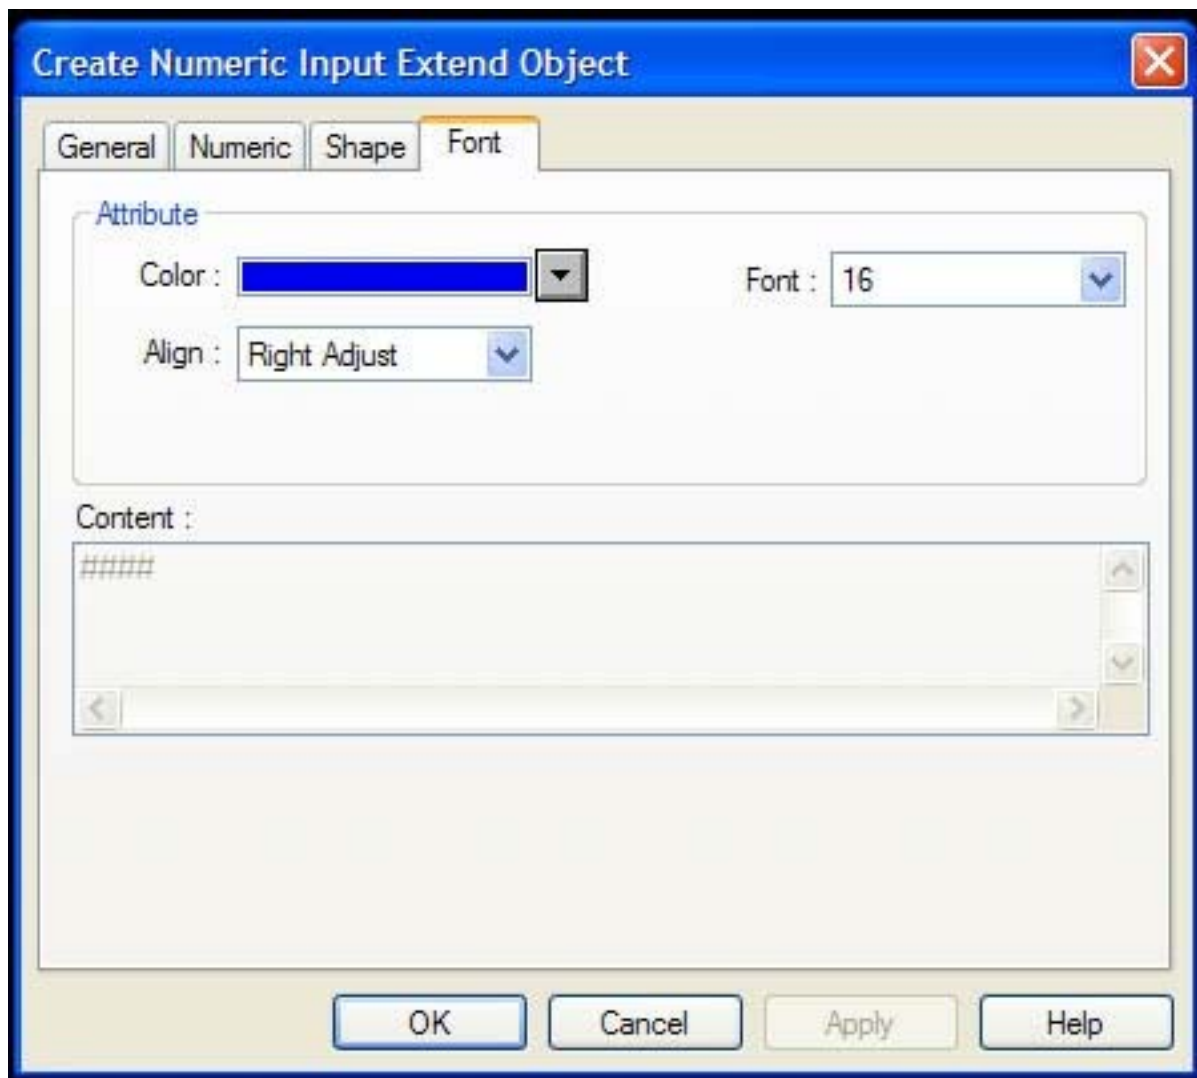 Create Numeric Input Extend Object
General Numeric Shape Font
Attribute
Color : Font : 16
Align : Right Adjust
Content :
####
OK Cancel Apply Help